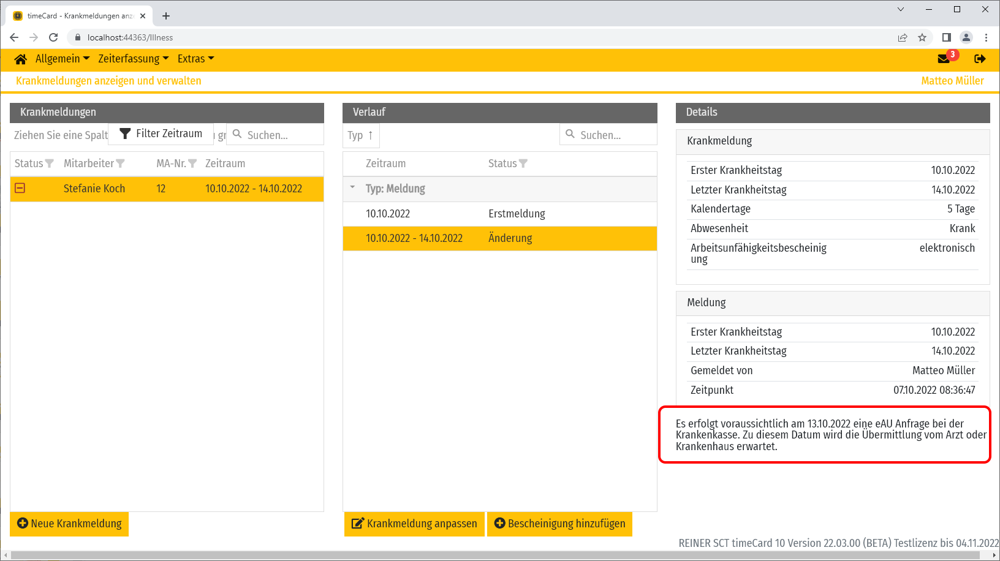 timeCard - Krankmeldungen anze
localhost:44363/Illness
Allgemein Zeiterfassung Extras 3
Krankmeldungen anzeigen und verwalten
Matteo Müller
Krankmeldungen
Ziehen Sie eine Spalt Filter Zeitraum u gr Suchen...
Status Mitarbeiter MA-Nr. Zeitraum
Stefanie Koch 12 10.10.2022 - 14.10.2022
Neue Krankmeldung
Verlauf
Typ ↑ Suchen...
Zeitraum Status
Typ: Meldung
10.10.2022 Erstmeldung
10.10.2022 - 14.10.2022 Änderung
Krankmeldung anpassen Bescheinigung hinzufügen
Details
Krankmeldung
Erster Krankheitstag 10.10.2022
Letzter Krankheitstag 14.10.2022
Kalendertage 5 Tage
Abwesenheit Krank
Arbeitsunfähigkeitsbescheinig elektronisch
ung
Meldung
Erster Krankheitstag 10.10.2022
Letzter Krankheitstag 14.10.2022
Gemeldet von Matteo Müller
Zeitpunkt 07.10.2022 08:36:47
Es erfolgt voraussichtlich am 13.10.2022 eine eAU Anfrage bei der
Krankenkasse. Zu diesem Datum wird die Übermittlung vom Arzt oder
Krankenhaus erwartet.
REINER SCT timeCard 10 Version 22.03.00 (BETA) Testlizenz bis 04.11.2022